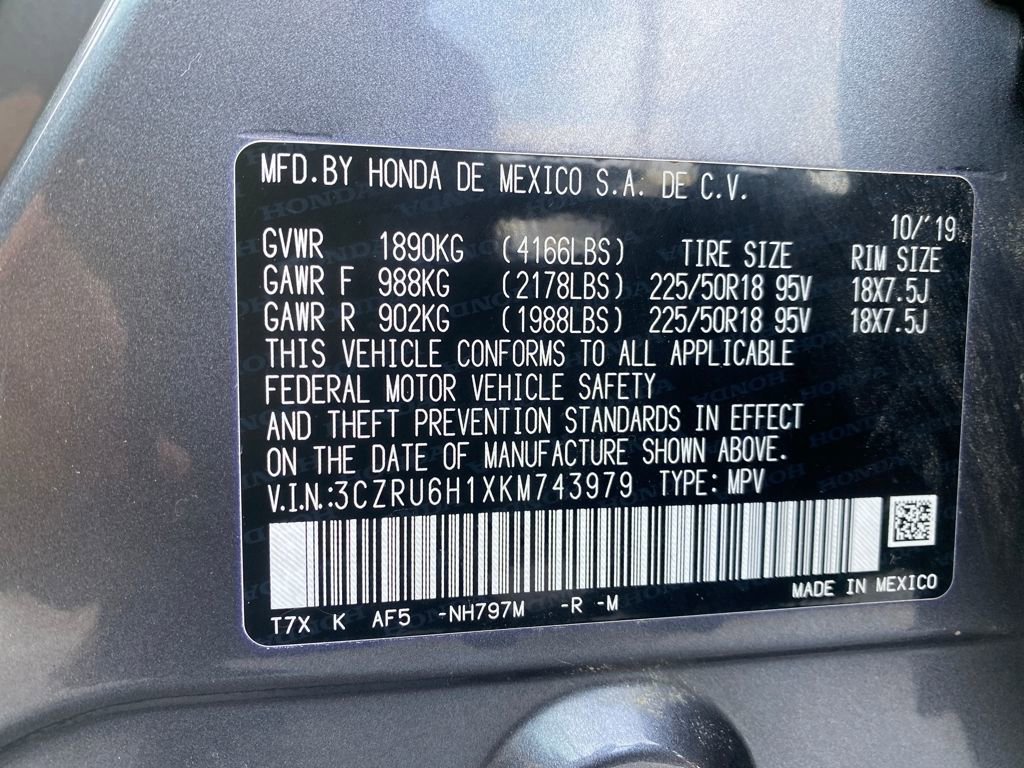 MFD.BY HONDA DE MEXICO S.A. DE C.V.
10/'19
GVWR 1890KG (4166LBS) TIRE SIZE RIM SIZE
GAWR F 988KG (2178LBS) 225/50R18 95V 18X7.5J
GAWR R 902KG (1988LBS) 225/50R18 95V 18X7.5J
THIS VEHICLE CONFORMS TO ALL APPLICABLE
FEDERAL MOTOR VEHICLE SAFETY
AND THEFT PREVENTION STANDARDS IN EFFECT
ON THE DATE OF MANUFACTURE SHOWN ABOVE.
V.I.N.:3CZRU6H1XKM743979 TYPE: MPV
MADE IN MEXICO
T7X K AF5 -NH797M -R -M